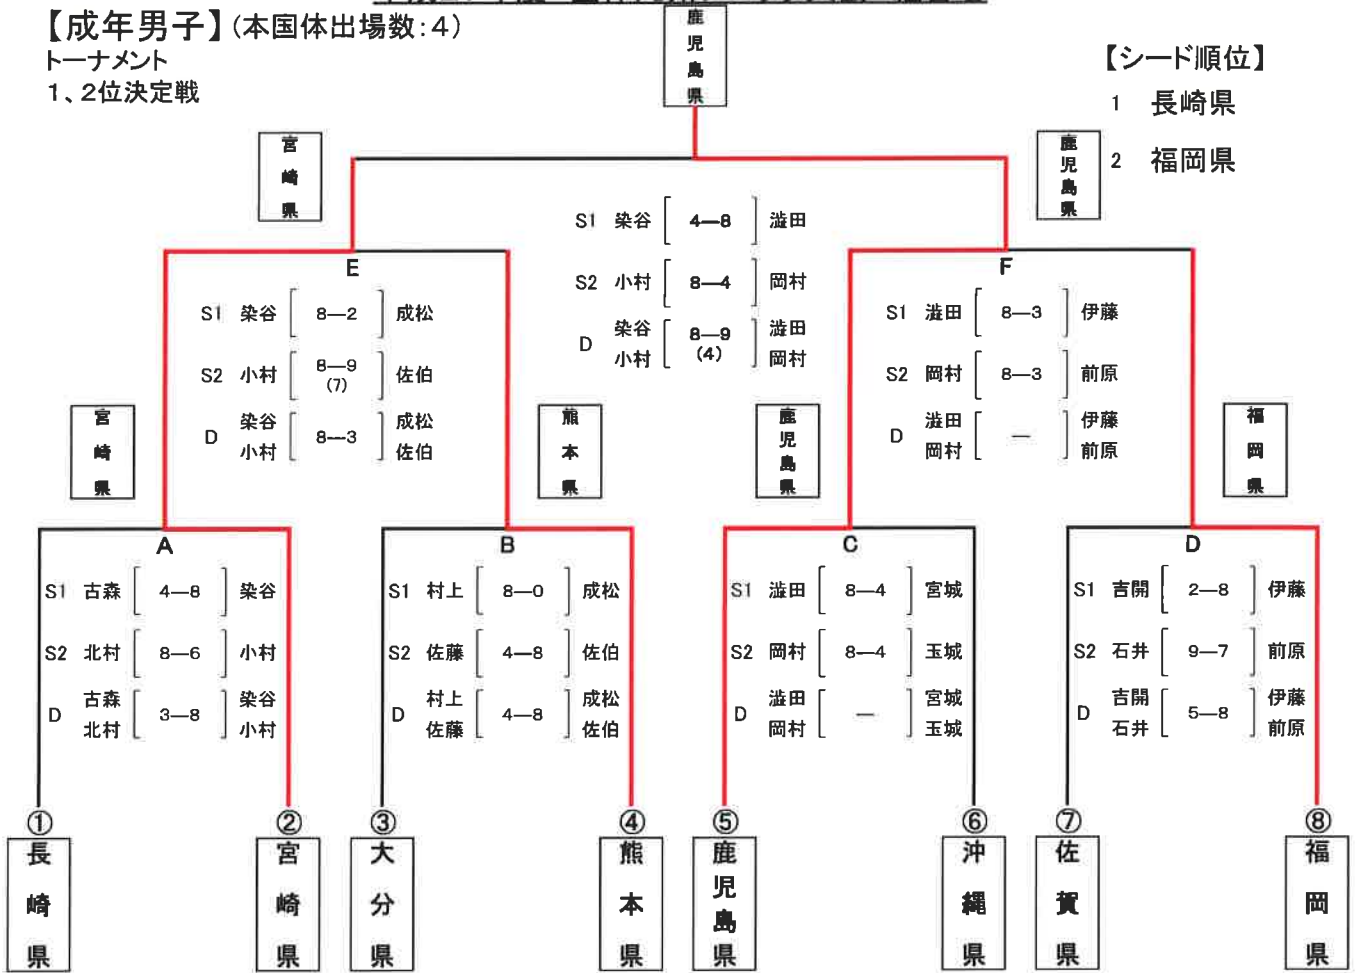 【成年男子】(本国体出場数:4)
トーナメント
1、2位決定戦
鹿児島県
【シード順位】
1 長崎県
2 福岡県
宮崎県
鹿児島県
S1 染谷 4―8 澁田
S2 小村 8―4 岡村
D 染谷 小村 8―9 (4) 澁田 岡村
E
S1 染谷 8―2 成松
S2 小村 8―9 (7) 佐伯
D 染谷 小村 8―3 成松 佐伯
F
S1 澁田 8―3 伊藤
S2 岡村 8―3 前原
D 澁田 岡村 ― 伊藤 前原
宮崎県
熊本県
鹿児島県
福岡県
A
S1 古森 4―8 染谷
S2 北村 8―6 小村
D 古森 北村 3―8 染谷 小村
B
S1 村上 8―0 成松
S2 佐藤 4―8 佐伯
D 村上 佐藤 4―8 成松 佐伯
C
S1 澁田 8―4 宮城
S2 岡村 8―4 玉城
D 澁田 岡村 ― 宮城 玉城
D
S1 吉開 2―8 伊藤
S2 石井 9―7 前原
D 吉開 石井 5―8 伊藤 前原
① 長崎県
② 宮崎県
③ 大分県
④ 熊本県
⑤ 鹿児島県
⑥ 沖縄県
⑦ 佐賀県
⑧ 福岡県